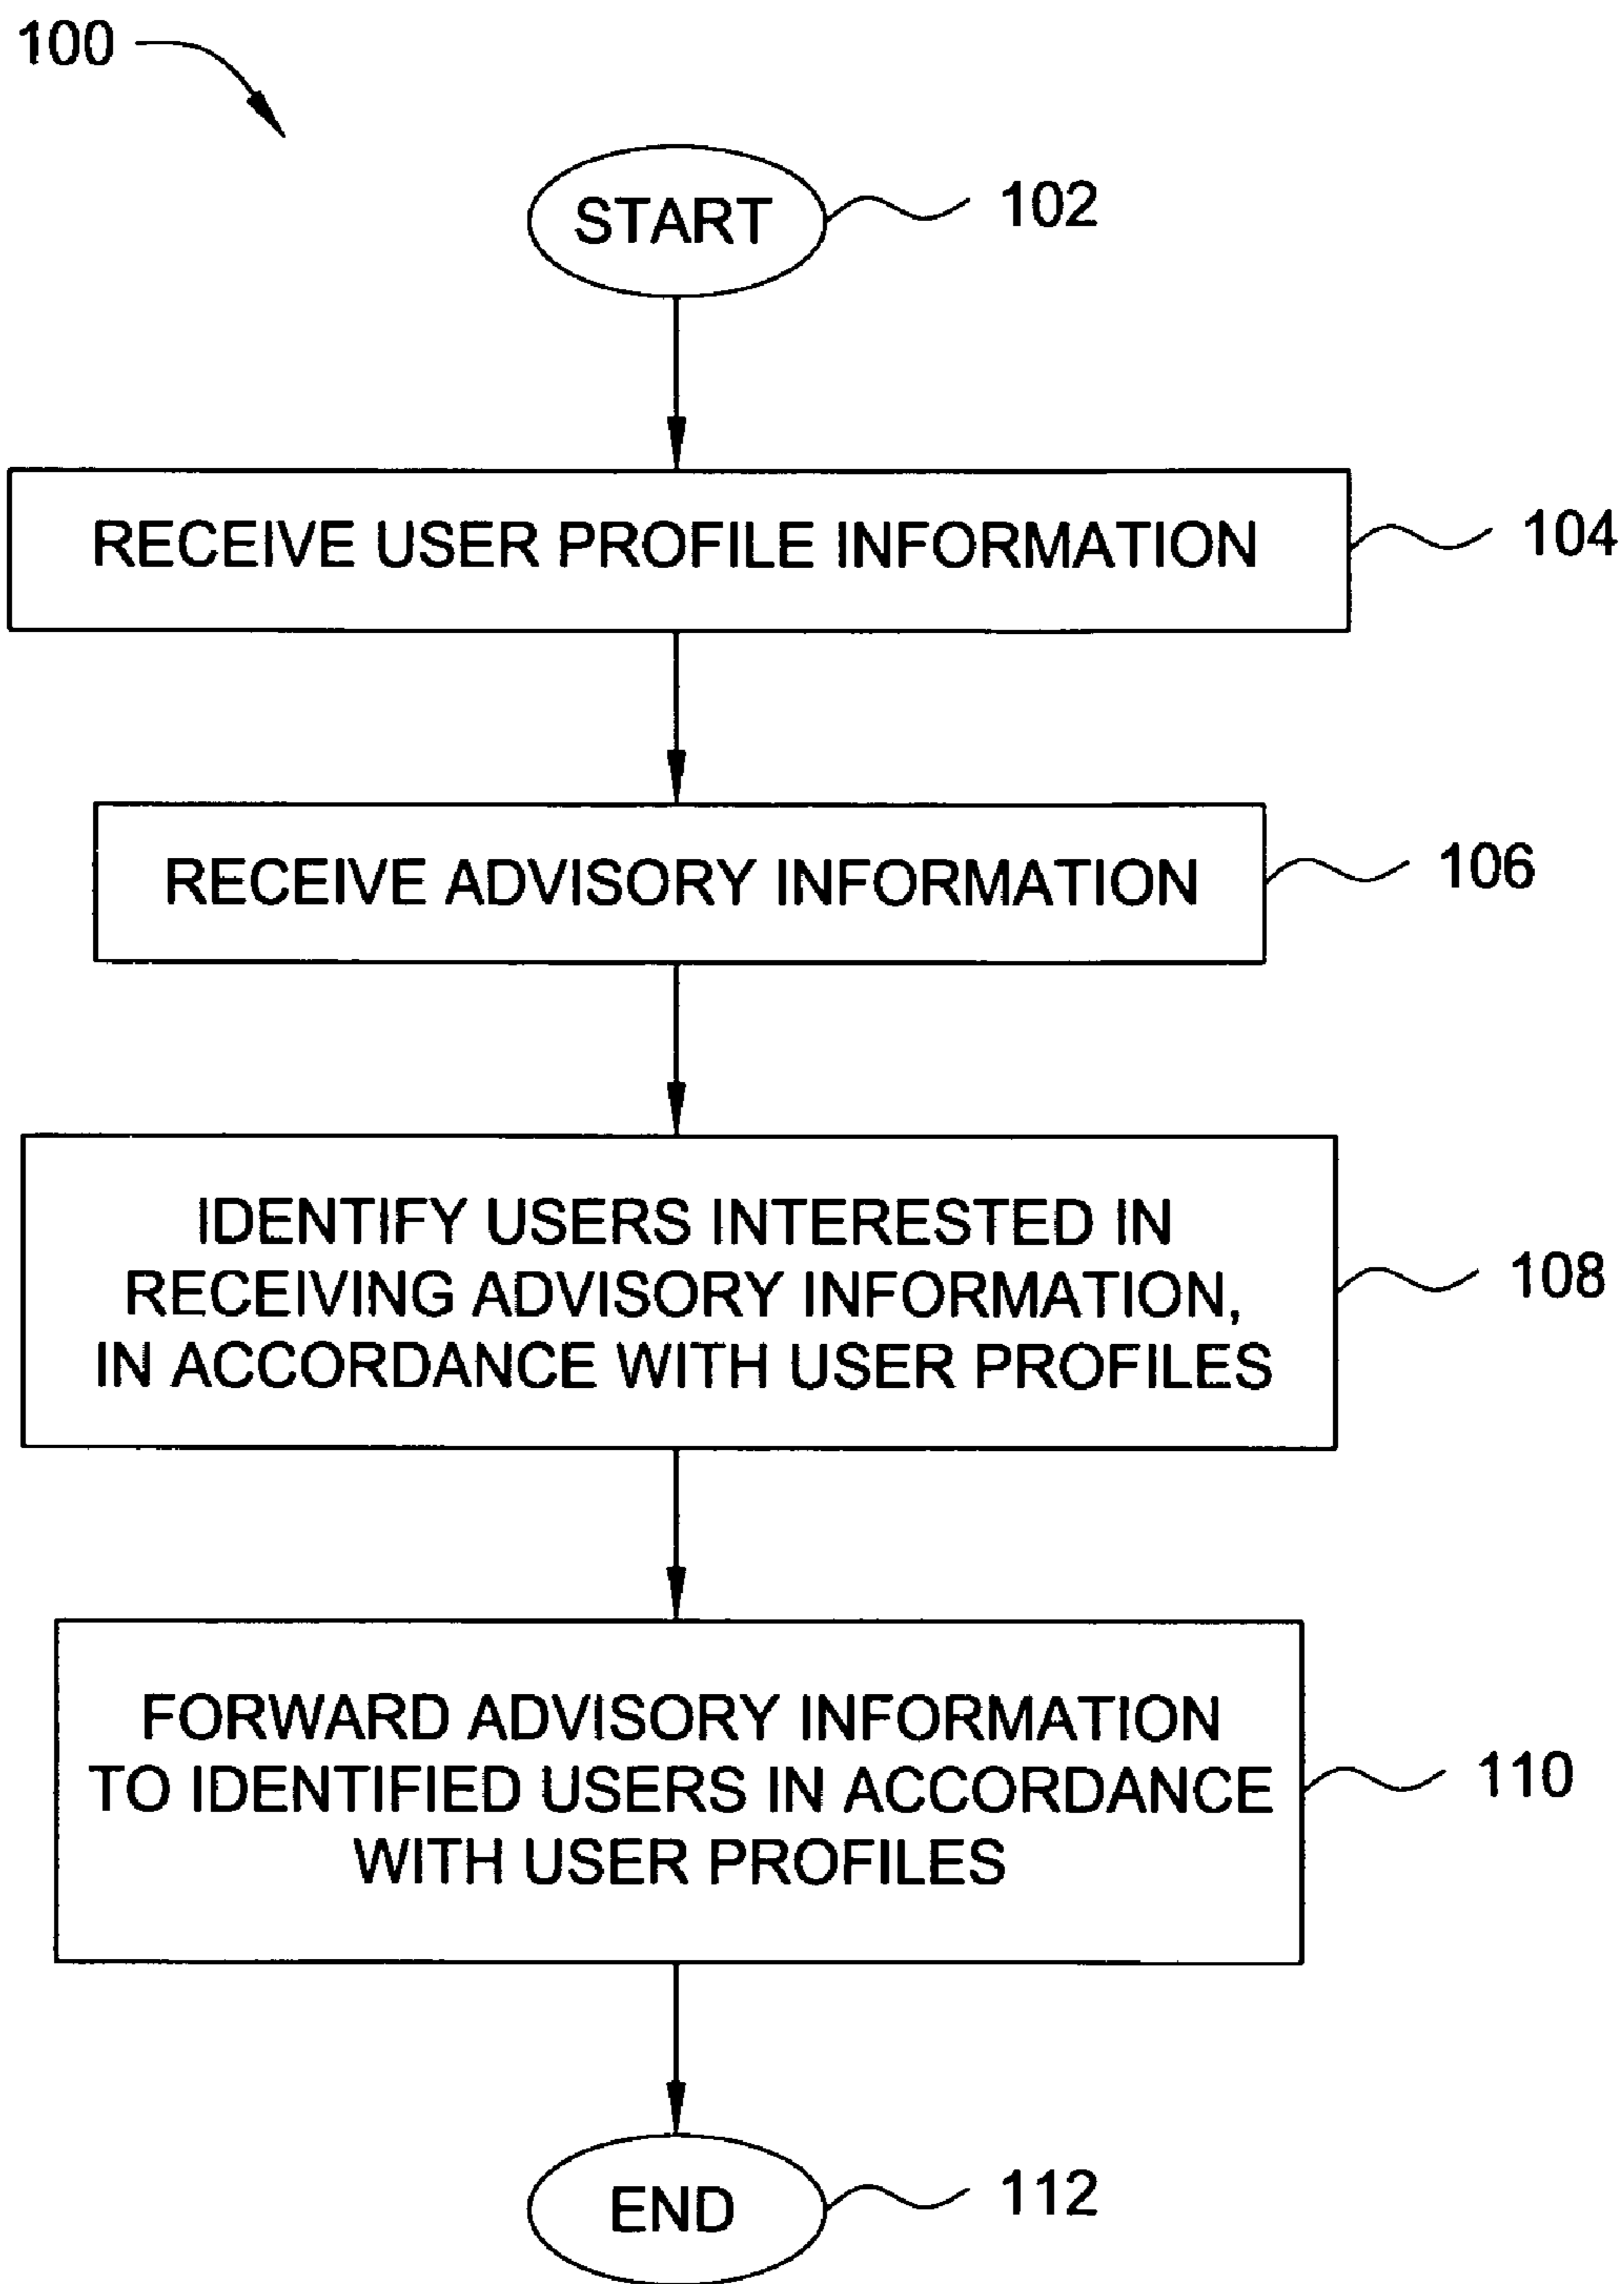 100
START
102
RECEIVE USER PROFILE INFORMATION
104
RECEIVE ADVISORY INFORMATION
106
IDENTIFY USERS INTERESTED IN
RECEIVING ADVISORY INFORMATION,
IN ACCORDANCE WITH USER PROFILES
108
FORWARD ADVISORY INFORMATION
TO IDENTIFIED USERS IN ACCORDANCE
WITH USER PROFILES
110
END
112